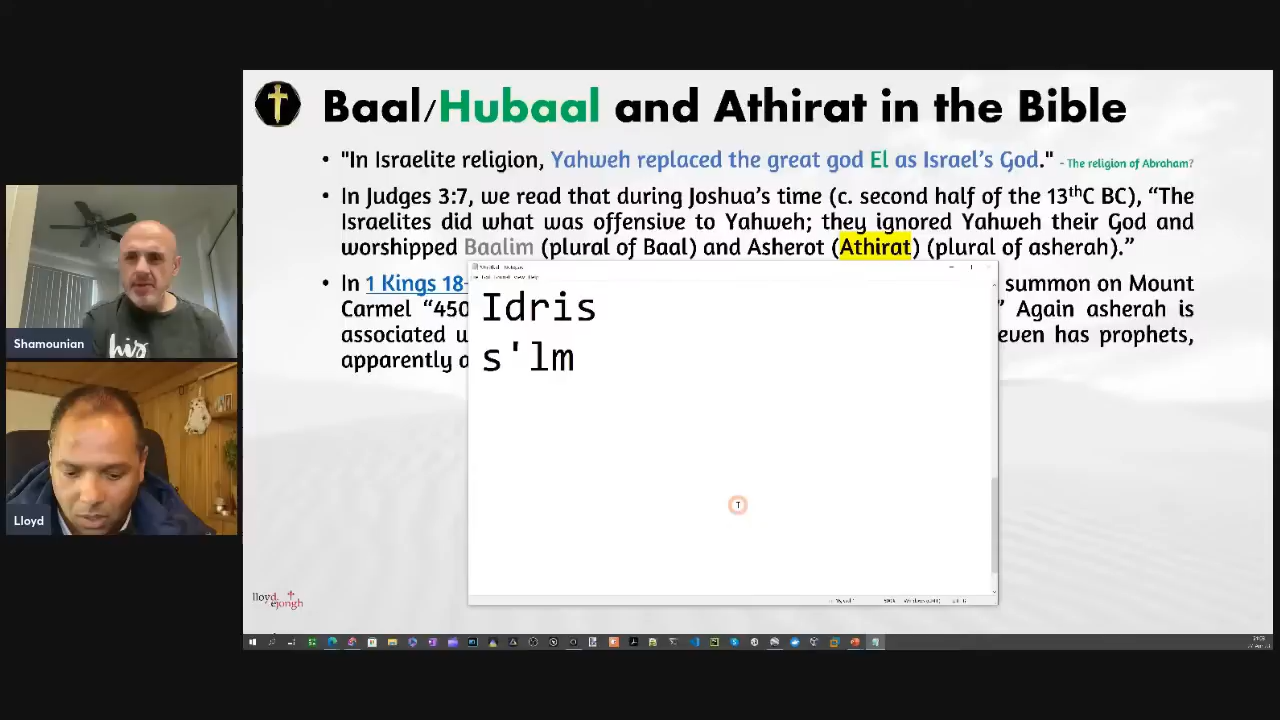 Baal/Hubaal and Athirat in the Bible
• "In Israelite religion, Yahweh replaced the great god El as Israel's God." - The religion of Abraham?
• In Judges 3:7, we read that during Joshua's time (c. second half of the 13thC BC), “The
Israelites did what was offensive to Yahweh; they ignored Yahweh their God and
worshipped Baalim (plural of Baal) and Asherot (Athirat) (plural of asherah).”
• In 1 Kings 18- summon on Mount
Carmel “450 ” Again asherah is
associated w even has prophets,
apparently a
Idris
s'lm
Shamounian
Lloyd
lloyd
ejongh